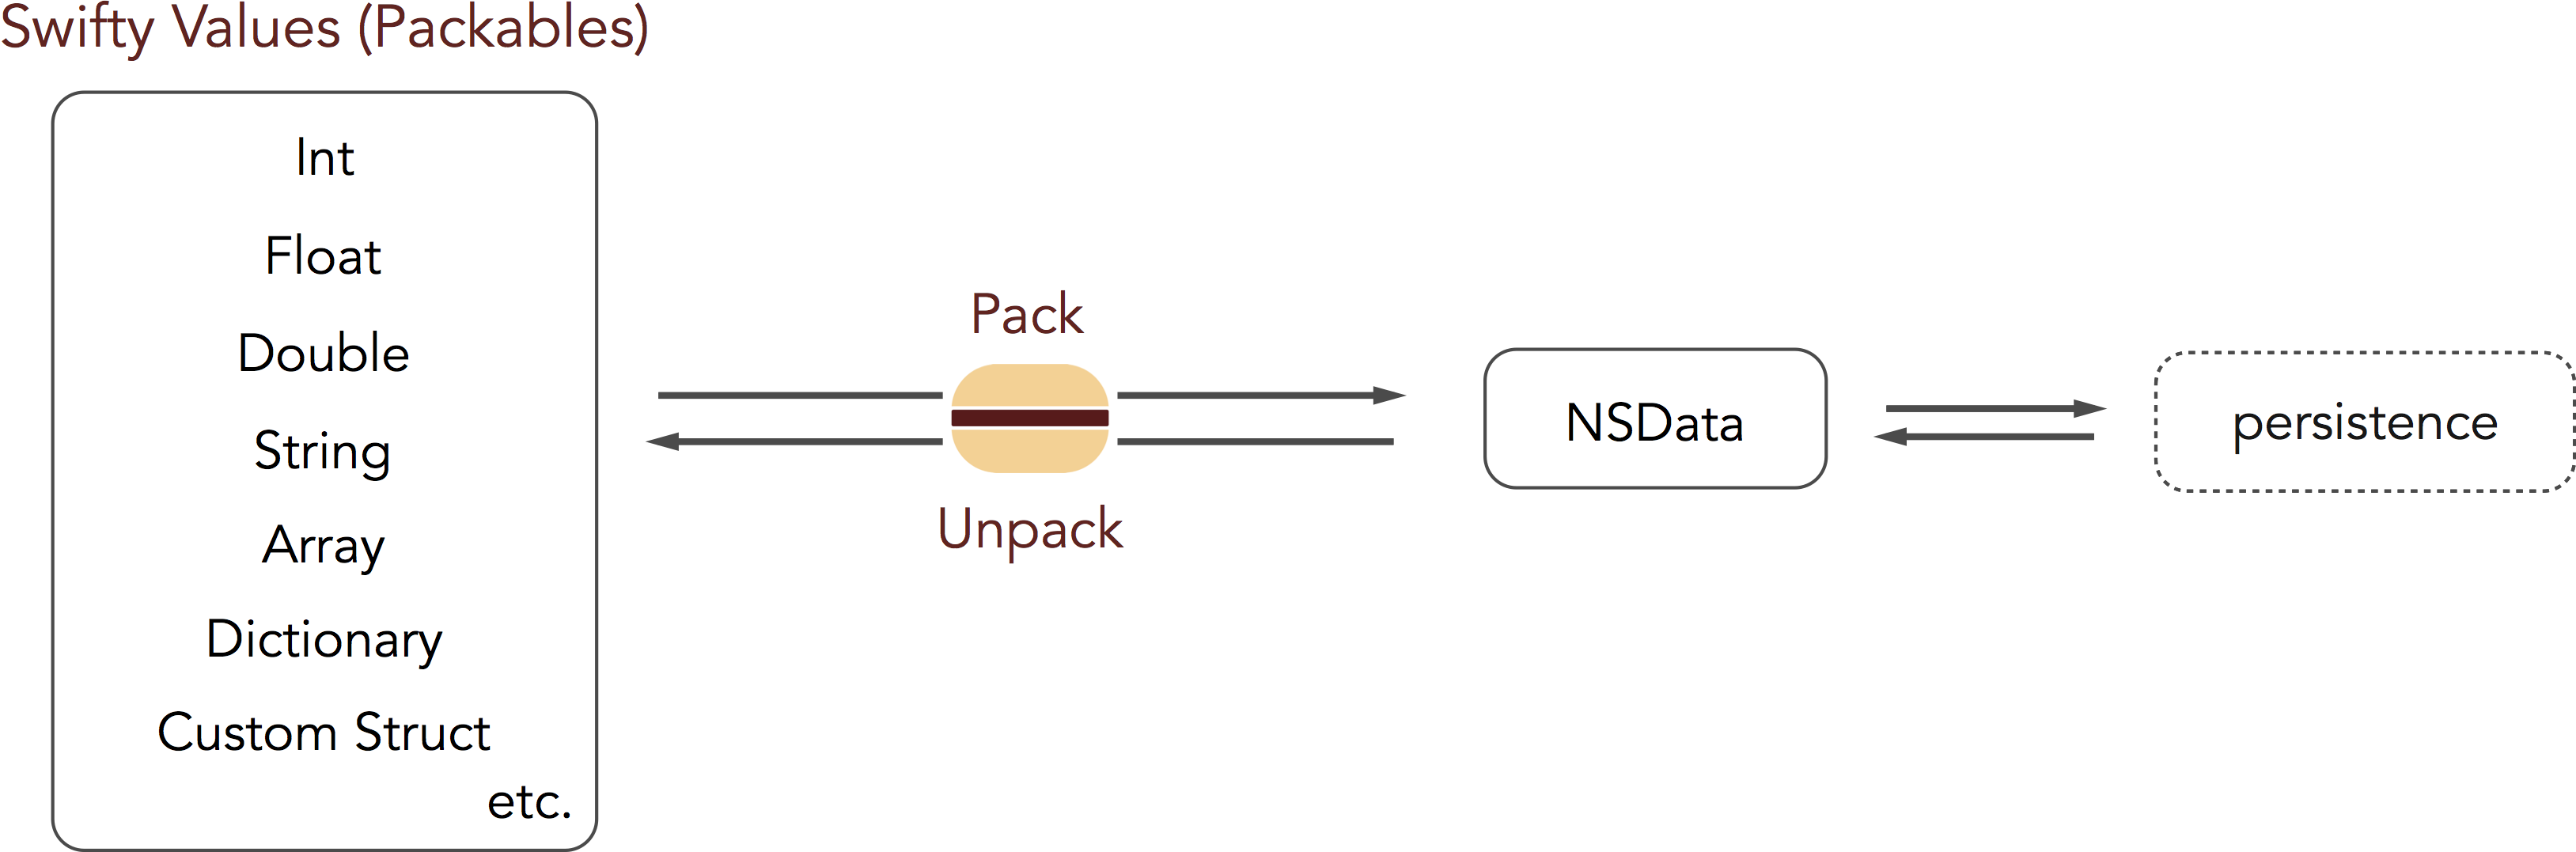 Swifty Values (Packables)
Int
Float
Double
String
Array
Dictionary
Custom Struct
etc.
Pack
Unpack
NSData
persistence